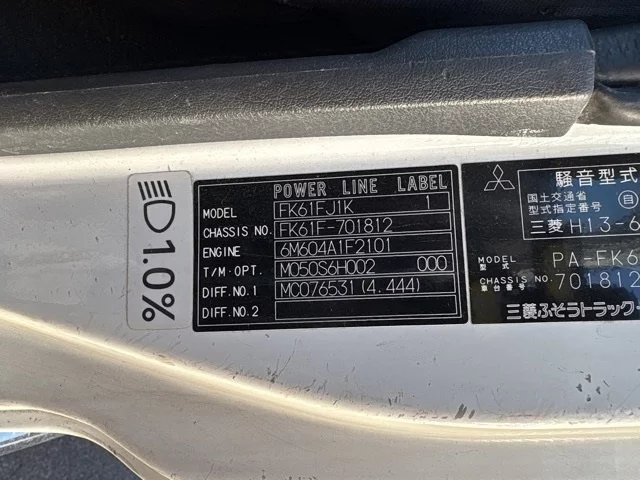 1.0%
POWER LINE LABEL
MODEL FK61FJ1K 1
CHASSIS NO. FK61F-701812
ENGINE 6M604A1F2101
T/M·OPT. M050S6H002 000
DIFF.NO.1 MC076531(4.444)
DIFF.NO.2
騒音型式
国土交通省
型式指定番号 自
三菱 H13-6
MODEL
型式 PA-FK6
CHASSIS NO.
車台番号 701812
三菱ふそうトラック